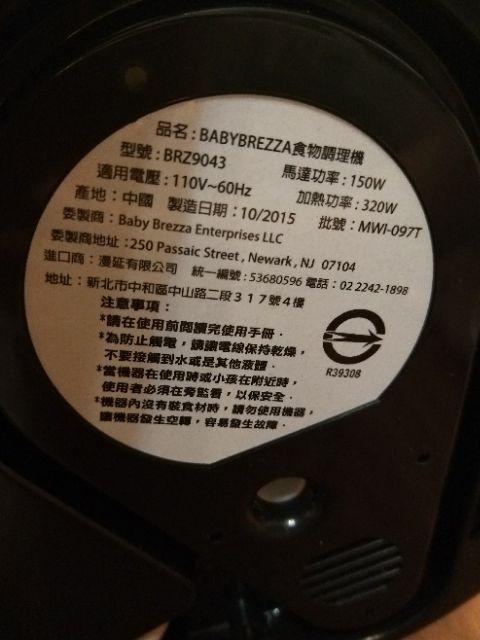 品名:BABYBREZZA食物調理機
型號:BRZ9043 馬達功率:150W
適用電壓:110V~60Hz 加熱功率:320W
產地:中國 製造日期:10/2015 批號:MWI-097T
委製商:Baby Brezza Enterprises LLC
委製商地址:250 Passaic Street, Newark, NJ 07104
進口商:漫延有限公司 統一編號:53680596 電話:02 2242-1898
地址:新北市中和區中山路二段317號4樓
注意事項:
*請在使用前閱讀完使用手冊.
*為防止觸電,請讓電線保持乾燥,
不要接觸到水或是其他液體.
*當機器在使用時或小孩在附近時,
使用者必須在旁監看,以保安全.
*機器內沒有裝食材時,請勿使用機器,
讓機器發生空轉,容易發生故障.
R39308